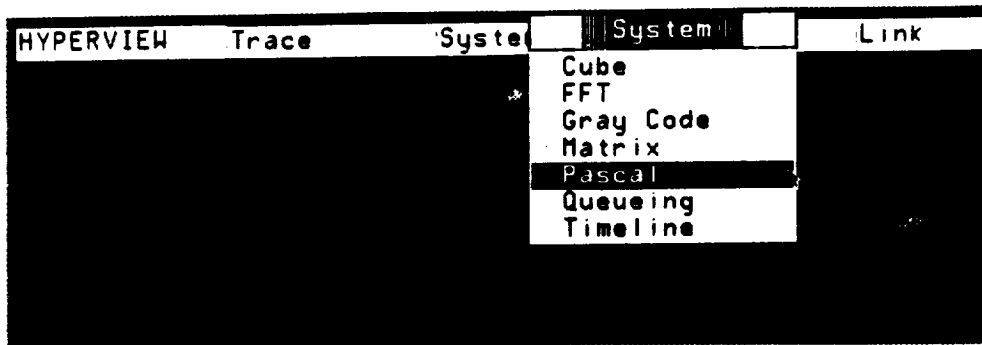 HYPERVIEW Trace Syste System Link
Cube
FFT
Gray Code
Matrix
Pascal
Queueing
Timeline